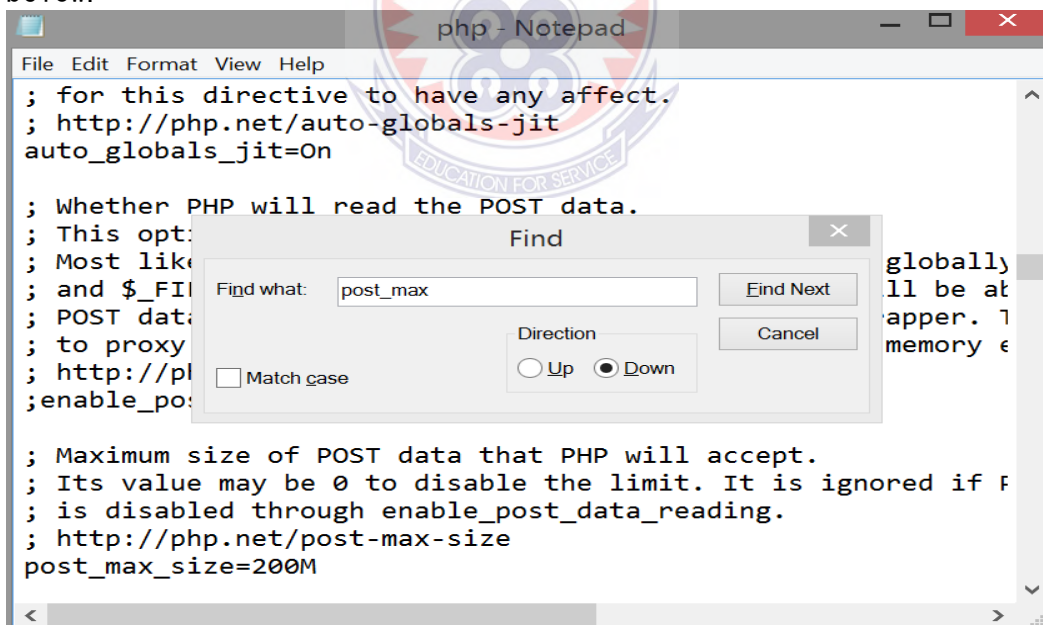 php - Notepad
File Edit Format View Help
; for this directive to have any affect.
; http://php.net/auto-globals-jit
auto_globals_jit=On
EDUCATION FOR SERVICE
; Whether PHP will read the POST data.
; This opt
; Most like
globally
; and $_FI
ll be ab
; POST data
apper. T
; to proxy
memory e
; http://ph
;enable_pos
Find
Find what: post_max
Find Next
Direction
Cancel
Up Down
Match case
; Maximum size of POST data that PHP will accept.
; Its value may be 0 to disable the limit. It is ignored if P
; is disabled through enable_post_data_reading.
; http://php.net/post-max-size
post_max_size=200M